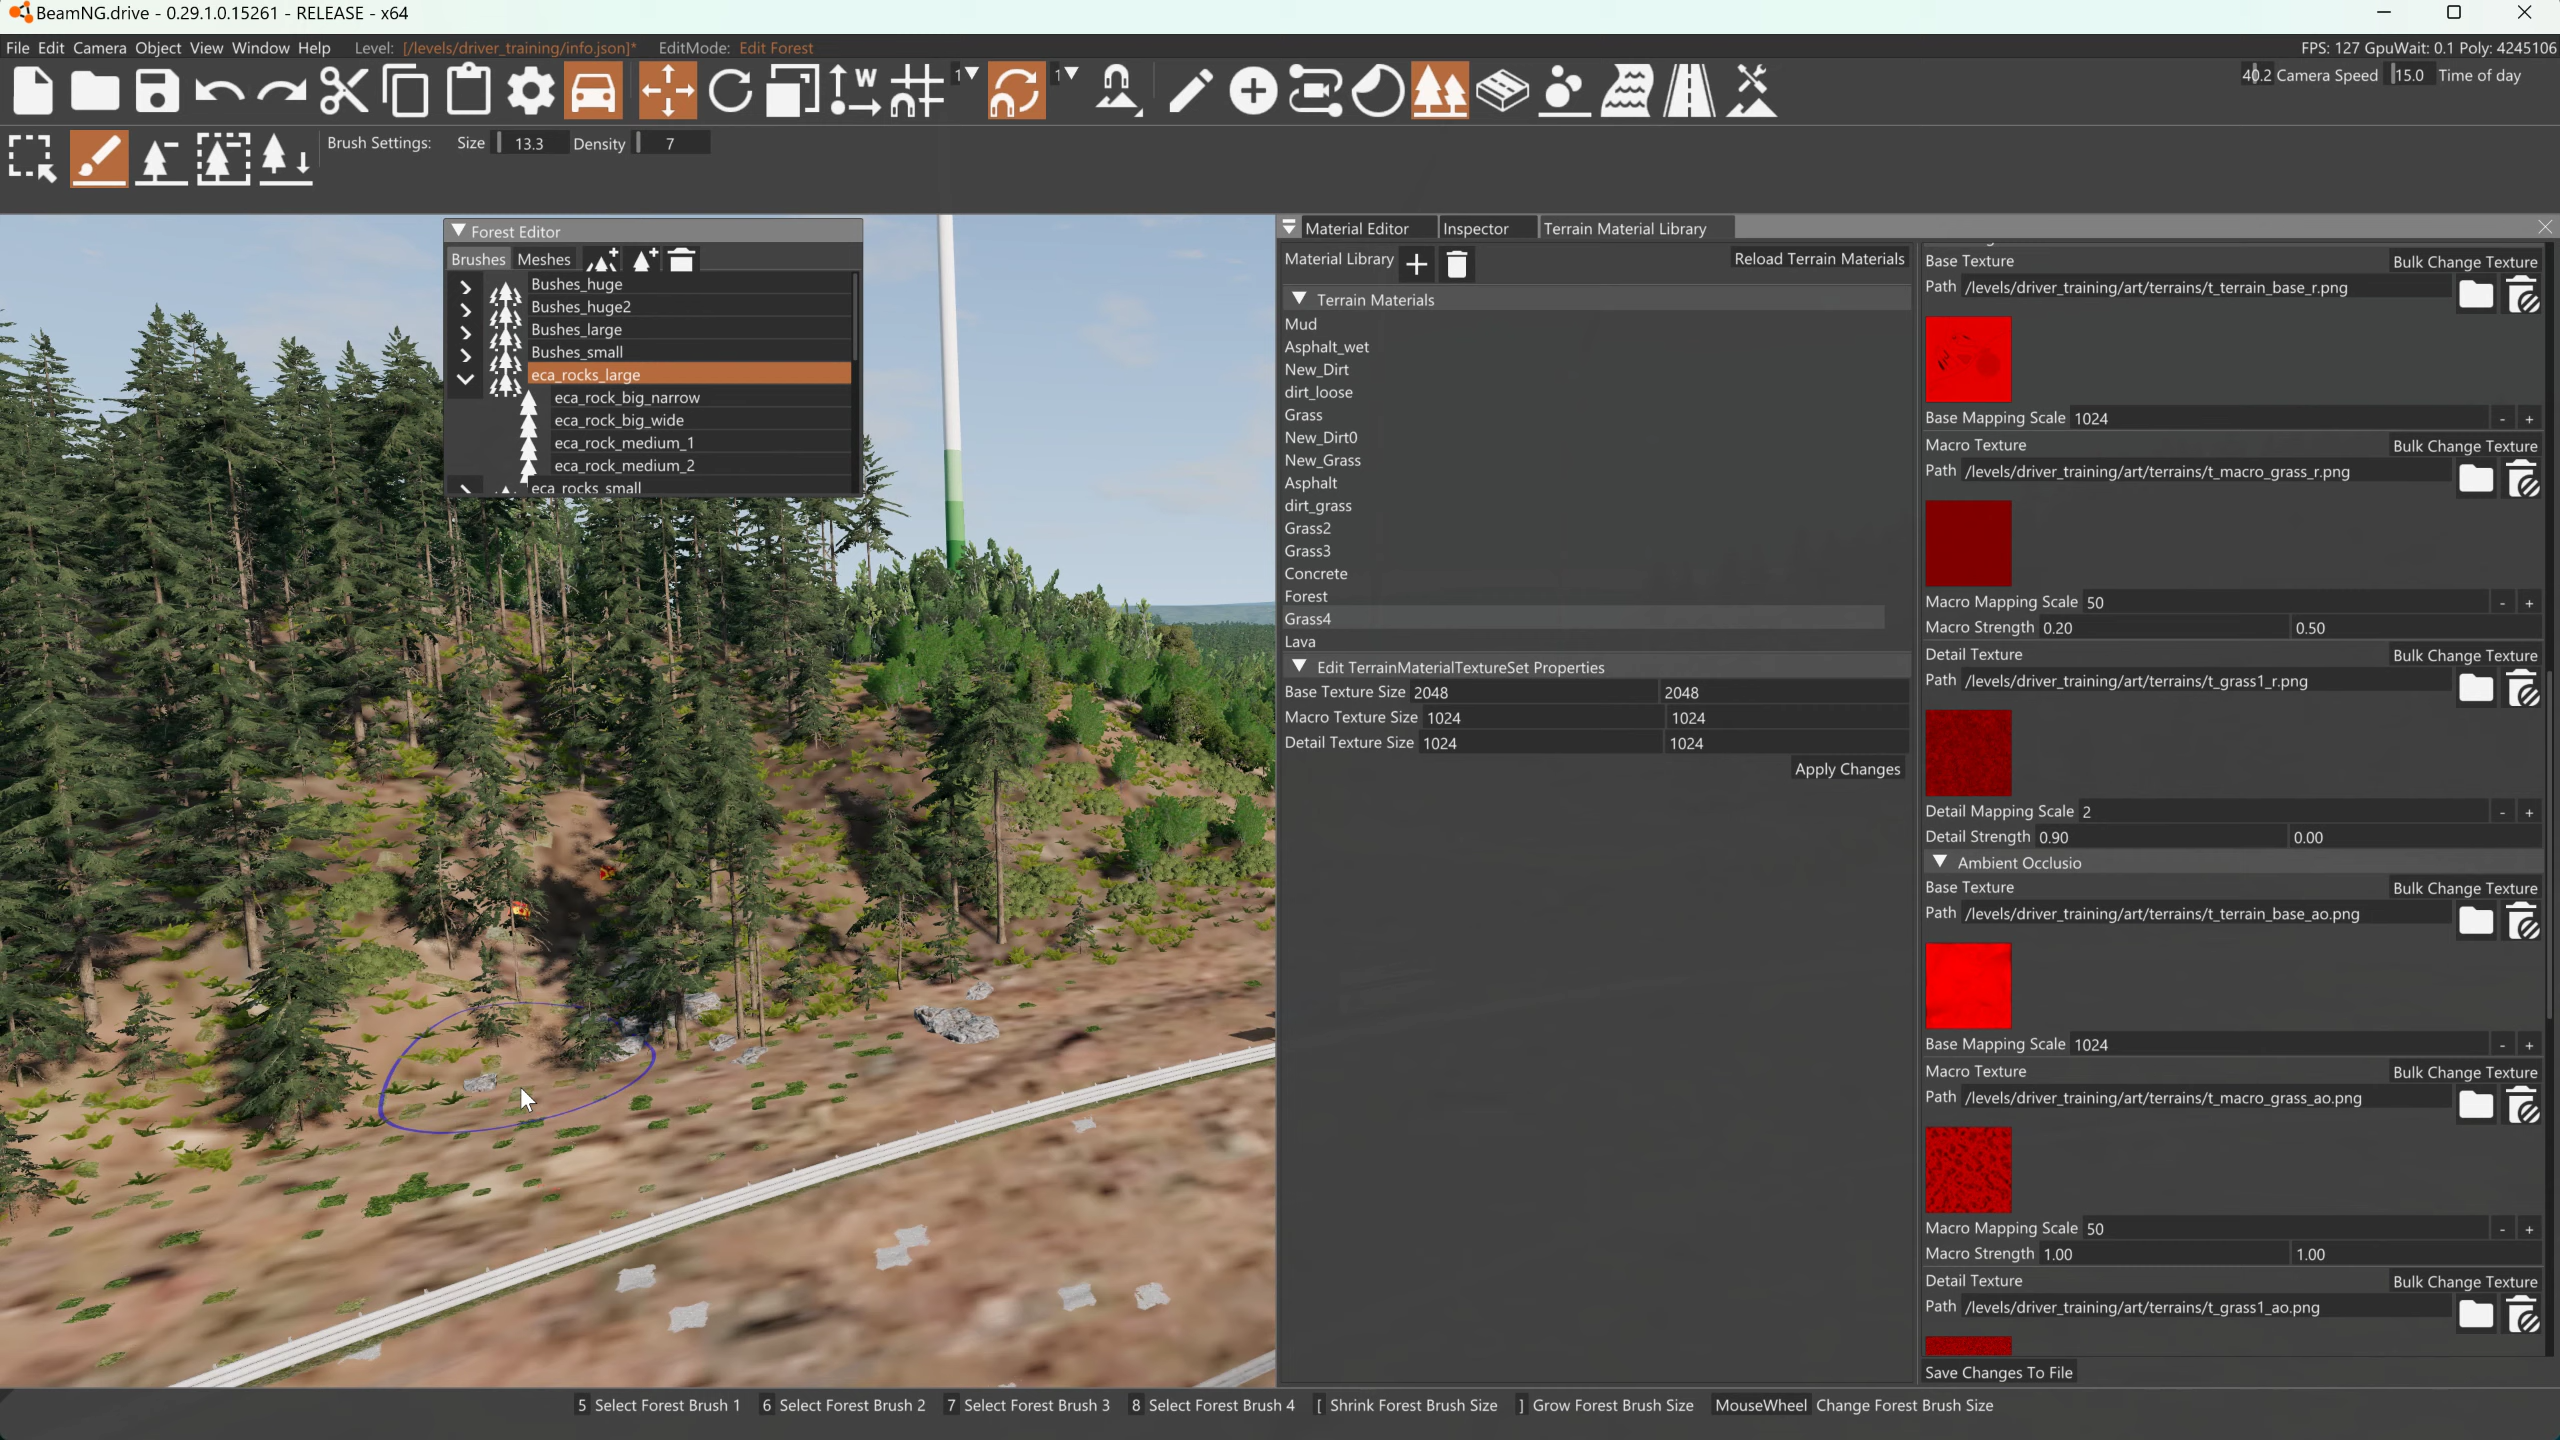 BeamNG.drive - 0.29.1.0.15261 - RELEASE - x64
File Edit Camera Object View Window Help Level: [/levels/driver_training/info.json]* EditMode: Edit Forest FPS: 127 GpuWait: 0.1 Poly: 4245106
W 1 1 40.2 Camera Speed 15.0 Time of day
Brush Settings: Size 13.3 Density 7
Forest Editor
Brushes Meshes
Bushes_huge
Bushes_huge2
Bushes_large
Bushes_small
eca_rocks_large
eca_rock_big_narrow
eca_rock_big_wide
eca_rock_medium_1
eca_rock_medium_2
eca_rocks_small
Material Editor Inspector Terrain Material Library
Material Library Reload Terrain Materials
Terrain Materials
Mud
Asphalt_wet
New_Dirt
dirt_loose
Grass
New_Dirt0
New_Grass
Asphalt
dirt_grass
Grass2
Grass3
Concrete
Forest
Grass4
Lava
Edit TerrainMaterialTextureSet Properties
Base Texture Size 2048 2048
Macro Texture Size 1024 1024
Detail Texture Size 1024 1024
Apply Changes
Base Texture Bulk Change Texture
Path /levels/driver_training/art/terrains/t_terrain_base_r.png
Base Mapping Scale 1024 - +
Macro Texture Bulk Change Texture
Path /levels/driver_training/art/terrains/t_macro_grass_r.png
Macro Mapping Scale 50 - +
Macro Strength 0.20 0.50
Detail Texture Bulk Change Texture
Path /levels/driver_training/art/terrains/t_grass1_r.png
Detail Mapping Scale 2 - +
Detail Strength 0.90 0.00
Ambient Occlusio
Base Texture Bulk Change Texture
Path /levels/driver_training/art/terrains/t_terrain_base_ao.png
Base Mapping Scale 1024 - +
Macro Texture Bulk Change Texture
Path /levels/driver_training/art/terrains/t_macro_grass_ao.png
Macro Mapping Scale 50 - +
Macro Strength 1.00 1.00
Detail Texture Bulk Change Texture
Path /levels/driver_training/art/terrains/t_grass1_ao.png
Save Changes To File
5 Select Forest Brush 1 6 Select Forest Brush 2 7 Select Forest Brush 3 8 Select Forest Brush 4 [ Shrink Forest Brush Size ] Grow Forest Brush Size MouseWheel Change Forest Brush Size